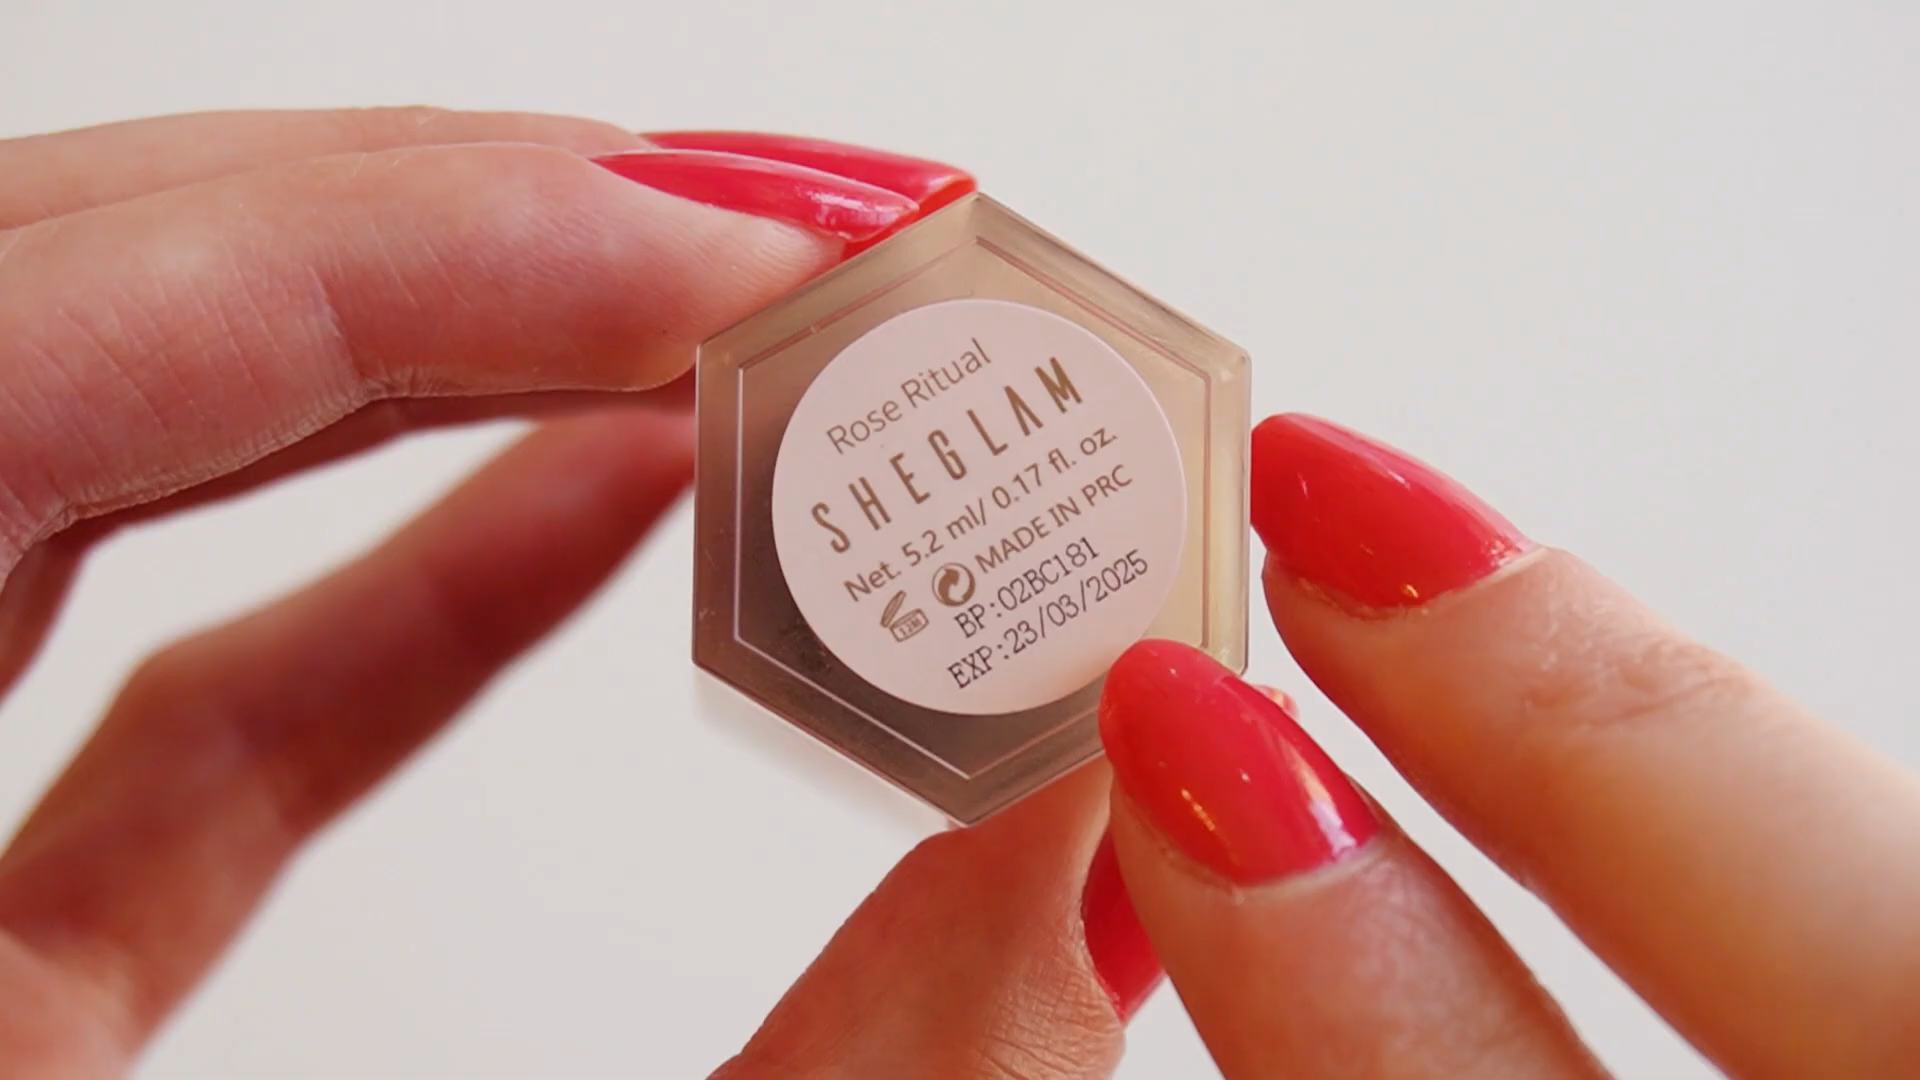 Rose Ritual
SHEGLAM
Net. 5.2 ml/ 0.17 fl. oz.
MADE IN PRC
12M
BP:02BC181
EXP:23/03/2025